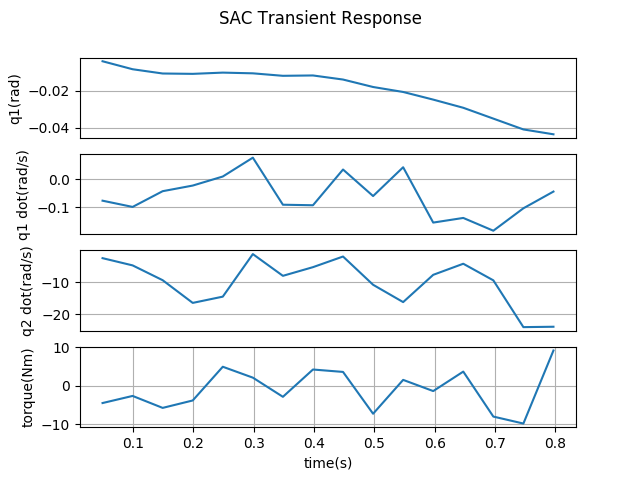 SAC Transient Response
q1(rad)
−0.02
−0.04
q1 dot(rad/s)
0.0
−0.1
q2 dot(rad/s)
−10
−20
torque(Nm)
10
0
−10
0.1 0.2 0.3 0.4 0.5 0.6 0.7 0.8
time(s)